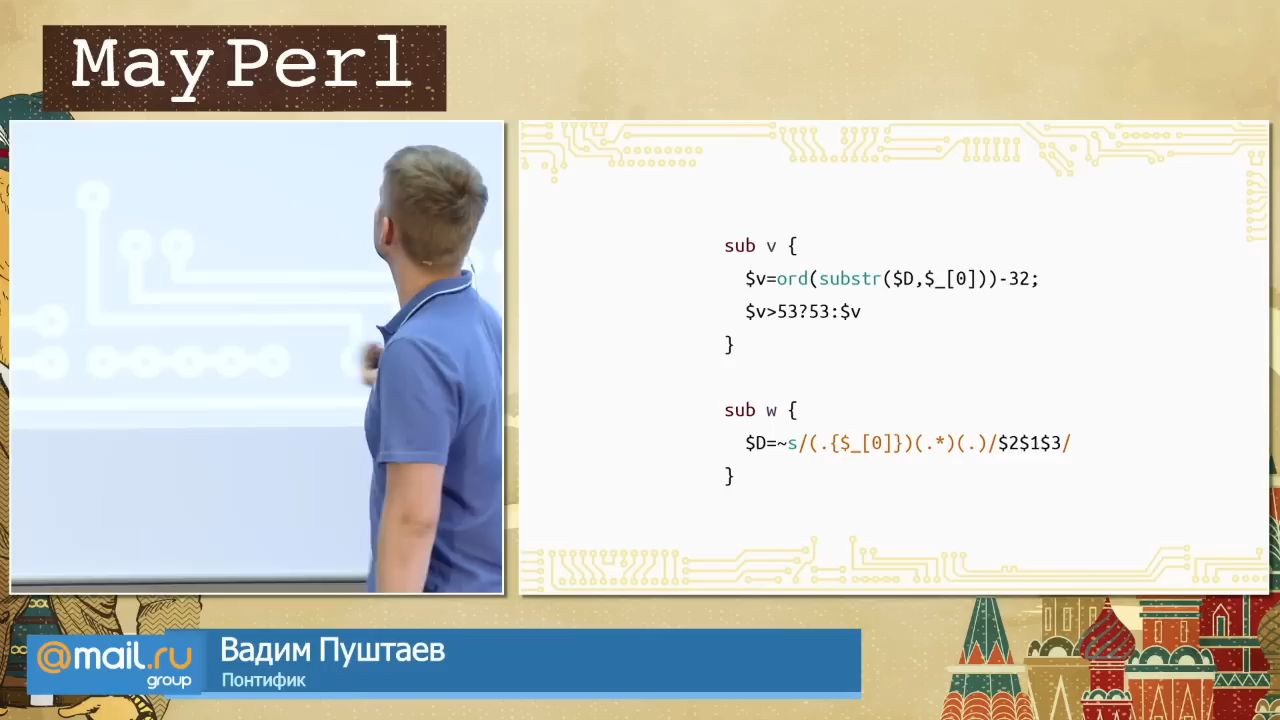 MayPerl
sub v {
$v=ord(substr($D,$_[0]))-32;
$v>53?53:$v
}
sub w {
$D=~s/(.{$_[0]})(.*)(.)/$2$1$3/
}
@mail.ru
group
Вадим Пуштаев
Понтифик